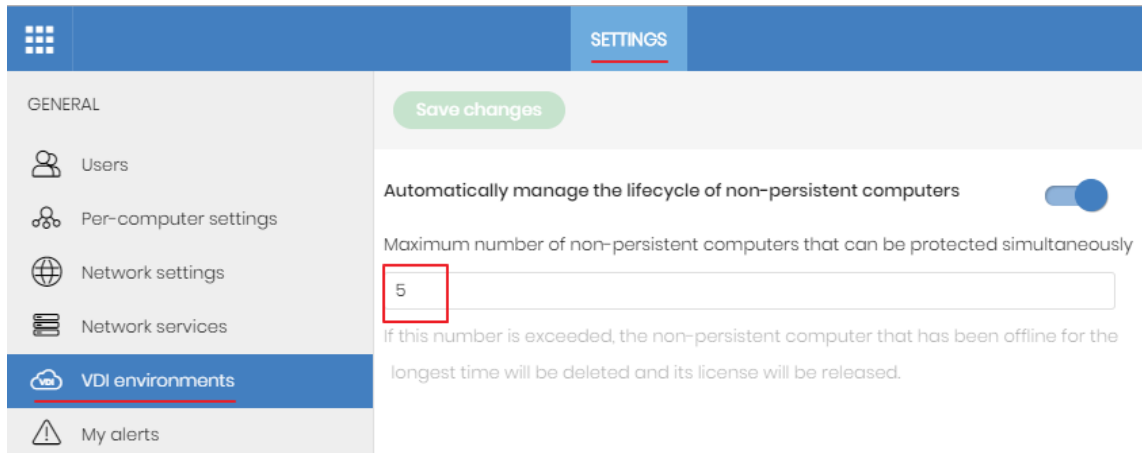 SETTINGS
GENERAL
Save changes
Users
Automatically manage the lifecycle of non-persistent computers
Per-computer settings
Maximum number of non-persistent computers that can be protected simultaneously
Network settings
5
Network services
If this number is exceeded, the non-persistent computer that has been offline for the
longest time will be deleted and its license will be released.
VDI
VDI environments
My alerts